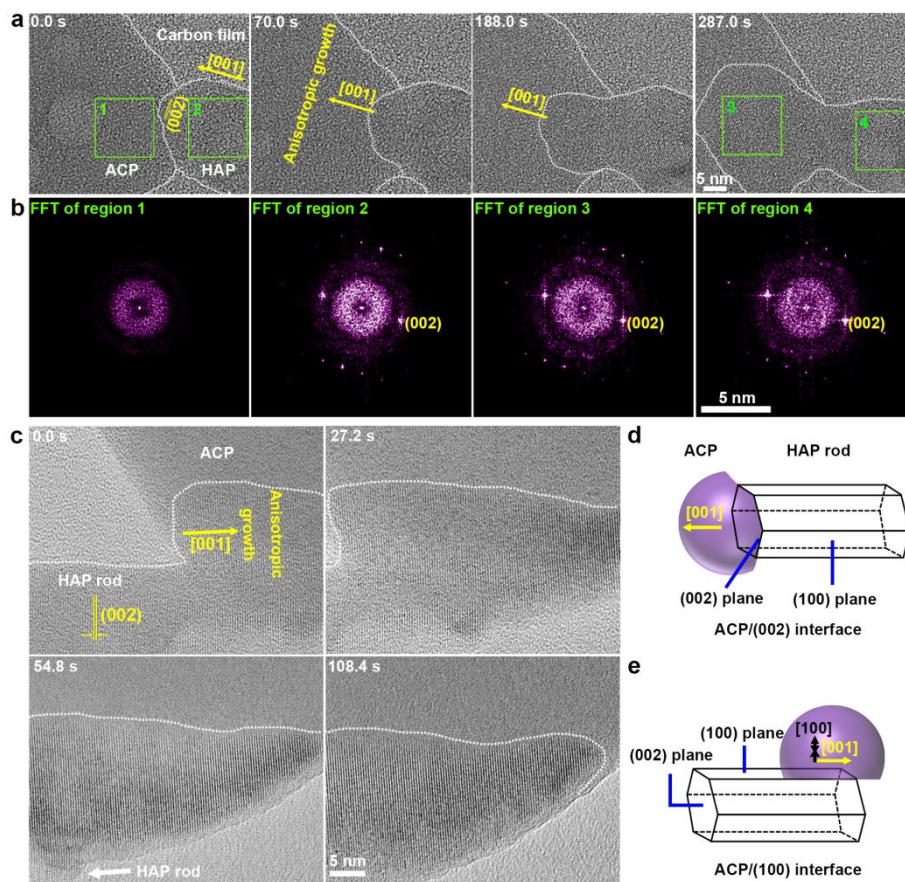 a
0.0 s
Carbon film
[001]
(002)
1
2
ACP
HAP
70.0 s
Anisotropic growth
[001]
188.0 s
[001]
287.0 s
3
4
5 nm
b
FFT of region 1
FFT of region 2
(002)
FFT of region 3
(002)
FFT of region 4
(002)
5 nm
c
0.0 s
ACP
Anisotropic
growth
[001]
HAP rod
(002)
27.2 s
54.8 s
HAP rod
108.4 s
5 nm
d
ACP
HAP rod
[001]
(002) plane
(100) plane
ACP/(002) interface
e
(100) plane
[100]
(002) plane
[001]
ACP/(100) interface